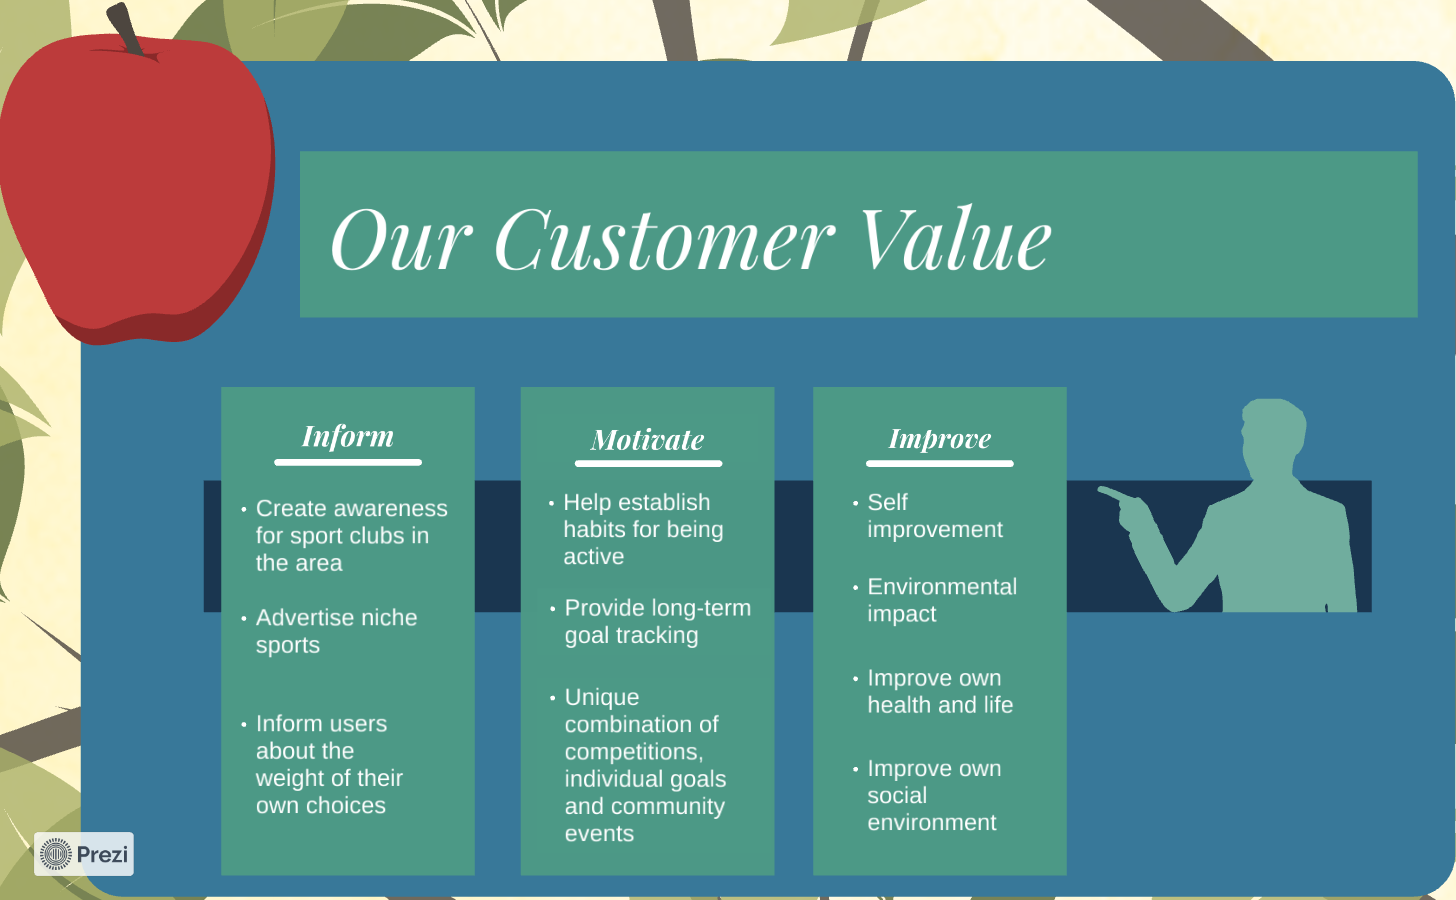 Our Customer Value
Inform
• Create awareness
for sport clubs in
the area
• Advertise niche
sports
• Inform users
about the
weight of their
own choices
Motivate
• Help establish
habits for being
active
• Provide long-term
goal tracking
• Unique
combination of
competitions,
individual goals
and community
events
Improve
• Self
improvement
• Environmental
impact
• Improve own
health and life
• Improve own
social
environment
Prezi